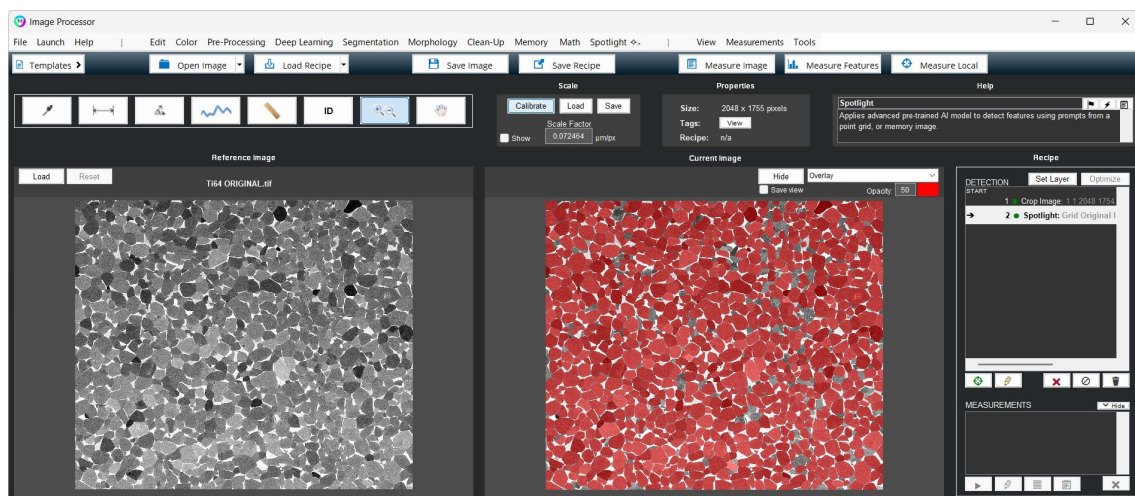 Image Processor
File Launch Help | Edit Color Pre-Processing Deep Learning Segmentation Morphology Clean-Up Memory Math Spotlight | View Measurements Tools
Templates Open Image Load Recipe Save Image Save Recipe Measure Image Measure Features Measure Local
Scale Properties Help
ID
Calibrate Load Save
Scale Factor
Show 0.072464 µm/px
Size: 2048 x 1755 pixels
Tags: View
Recipe: n/a
Spotlight
Applies advanced pre-trained AI model to detect features using prompts from a
point grid, or memory image.
Reference Image Current Image Recipe
Load Reset
Ti64 ORIGINAL.tif
Hide Overlay
Save view Opacity: 50
DETECTION Set Layer Optimize
START
1 Crop Image: 1 1 2048 1754
2 Spotlight: Grid Original
MEASUREMENTS Hide